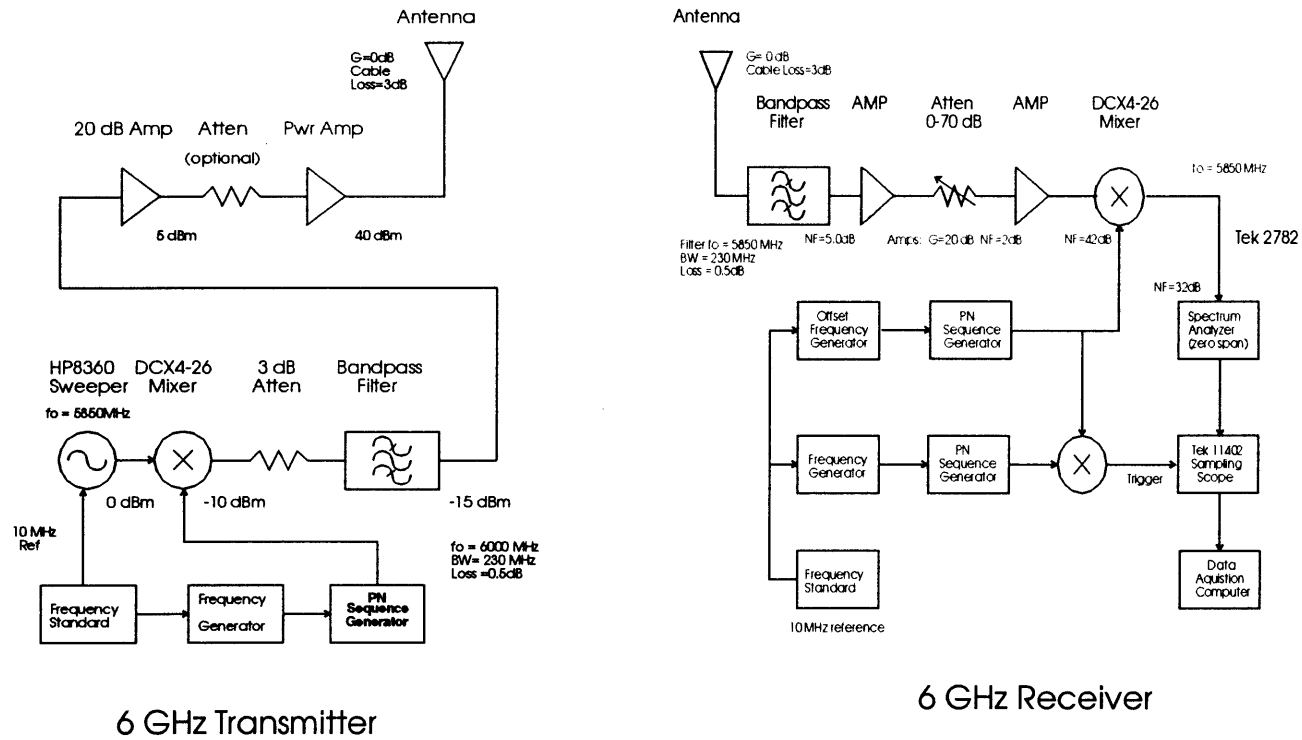 Antenna
G=0dB
Cable
Loss=3dB
20 dB Amp
Atten
(optional)
Pwr Amp
5 dBm
40 dBm
HP8360
Sweeper
DCX4-26
Mixer
3 dB
Atten
Bandpass
Filter
fo = 5850MHz
0 dBm
-10 dBm
-15 dBm
10 MHz
Ref
fo = 6000 MHz
BW= 230 MHz
Loss =0.5dB
Frequency
Standard
Frequency
Generator
PN
Sequence
Generator
6 GHz Transmitter
Antenna
G= 0 dB
Cable Loss=3dB
Bandpass
Filter
AMP
Atten
0-70 dB
AMP
DCX4-26
Mixer
fo = 5850 MHz
Filter fo = 5850 MHz
BW = 230 MHz
Loss = 0.5dB
NF=5.0dB
Amps: G=20 dB NF=2dB
NF=42dB
Tek 2782
NF=32dB
Offset
Frequency
Generator
PN
Sequence
Generator
Spectrum
Analyzer
(zero span)
Frequency
Generator
PN
Sequence
Generator
Trigger
Tek 11402
Sampling
Scope
Frequency
Standard
10 MHz reference
Data
Aquistion
Computer
6 GHz Receiver